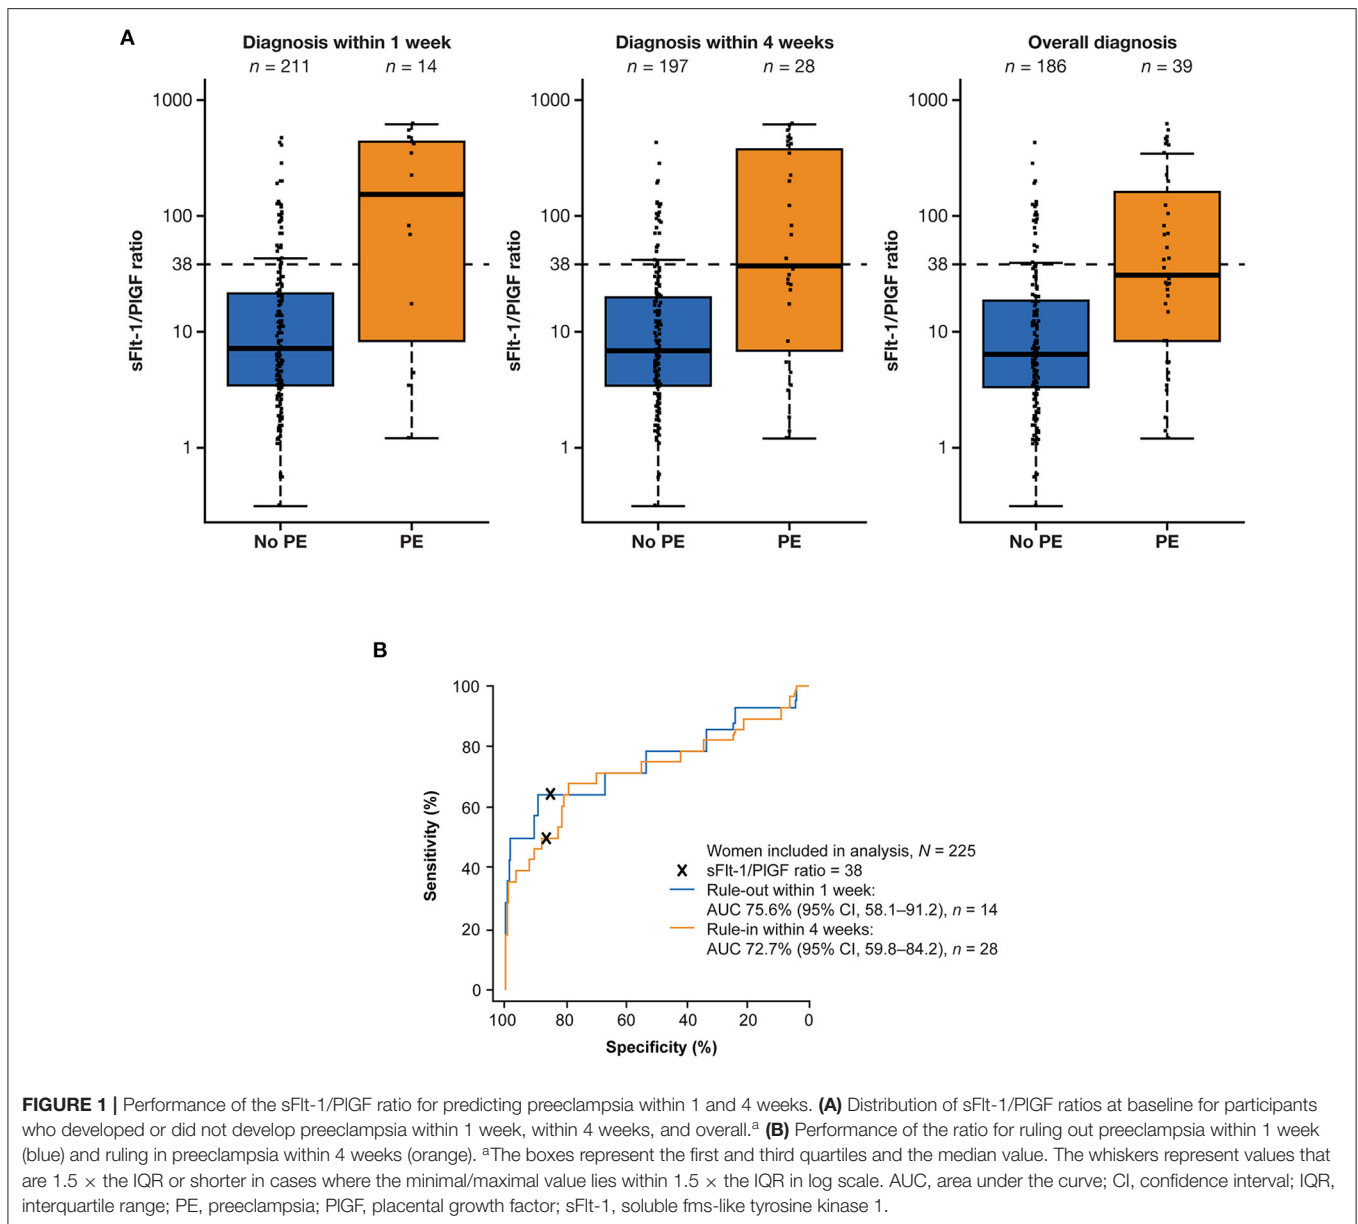 A
Diagnosis within 1 week
n = 211 n = 14
Diagnosis within 4 weeks
n = 197 n = 28
Overall diagnosis
n = 186 n = 39
sFlt-1/PlGF ratio
1000
100
38
10
1
No PE PE
sFlt-1/PlGF ratio
1000
100
38
10
1
No PE PE
sFlt-1/PlGF ratio
1000
100
38
10
1
No PE PE
B
Sensitivity (%)
100
80
60
40
20
0
100 80 60 40 20 0
Specificity (%)
Women included in analysis, N = 225
X sFlt-1/PlGF ratio = 38
Rule-out within 1 week:
AUC 75.6% (95% CI, 58.1–91.2), n = 14
Rule-in within 4 weeks:
AUC 72.7% (95% CI, 59.8–84.2), n = 28
FIGURE 1 | Performance of the sFlt-1/PlGF ratio for predicting preeclampsia within 1 and 4 weeks. (A) Distribution of sFlt-1/PlGF ratios at baseline for participants
who developed or did not develop preeclampsia within 1 week, within 4 weeks, and overall.ᵃ (B) Performance of the ratio for ruling out preeclampsia within 1 week
(blue) and ruling in preeclampsia within 4 weeks (orange). ᵃThe boxes represent the first and third quartiles and the median value. The whiskers represent values that
are 1.5 × the IQR or shorter in cases where the minimal/maximal value lies within 1.5 × the IQR in log scale. AUC, area under the curve; CI, confidence interval; IQR,
interquartile range; PE, preeclampsia; PlGF, placental growth factor; sFlt-1, soluble fms-like tyrosine kinase 1.